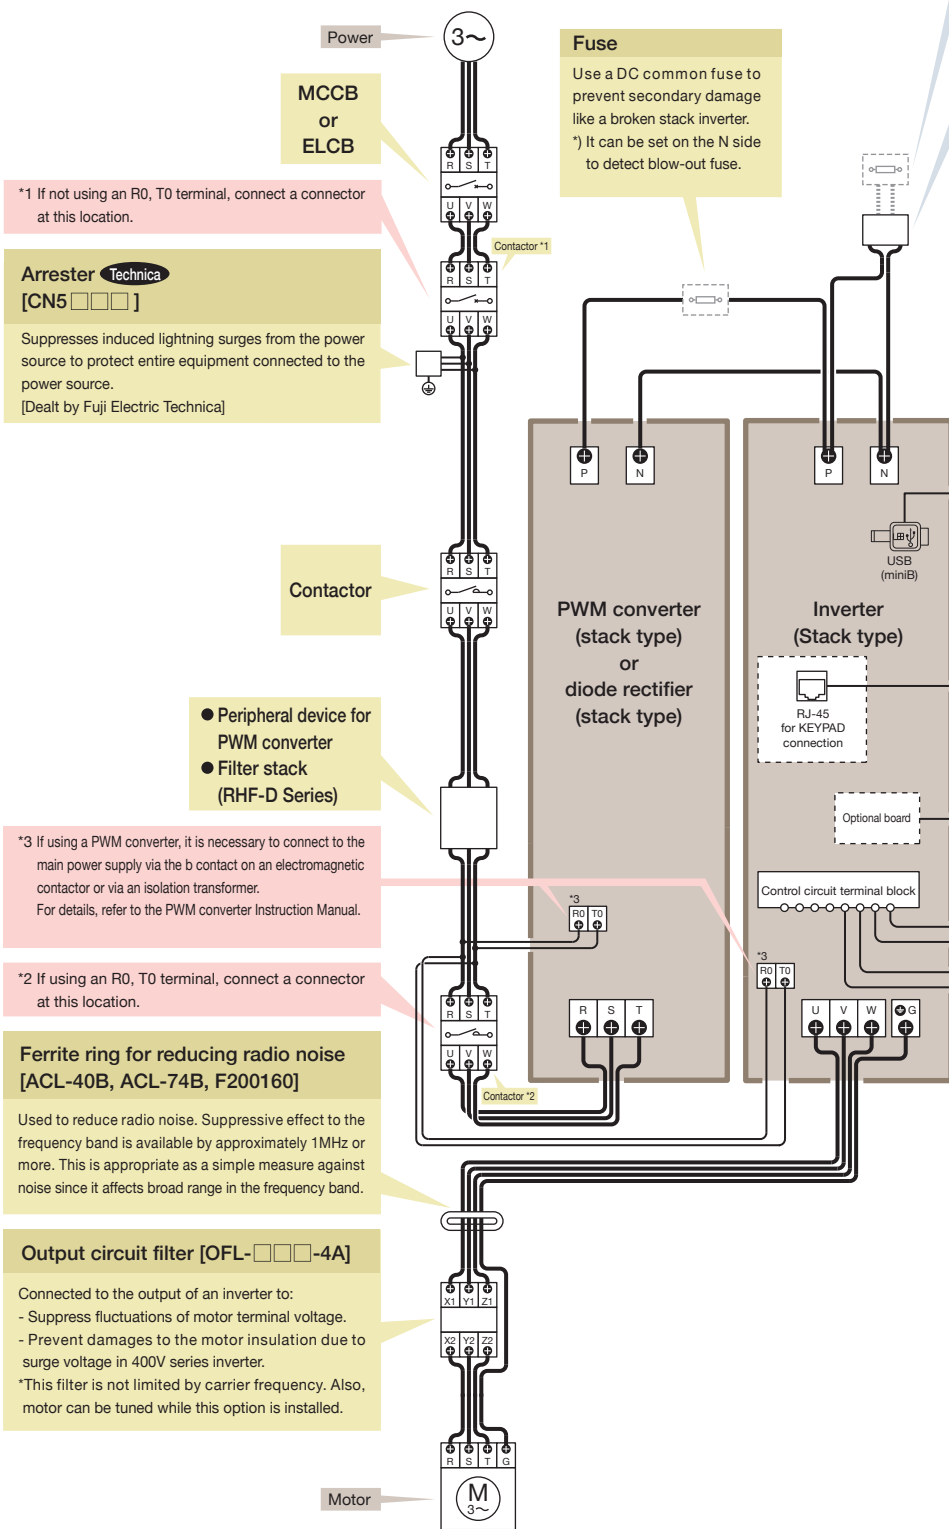 Power
3~
MCCB
or
ELCB
R S T
U V W
*1 If not using an R0, T0 terminal, connect a connector
at this location.
Contactor *1
R S T
U V W
Arrester Technica
[CN5□□□ ]
Suppresses induced lightning surges from the power
source to protect entire equipment connected to the
power source.
[Dealt by Fuji Electric Technica]
Fuse
Use a DC common fuse to
prevent secondary damage
like a broken stack inverter.
*) It can be set on the N side
to detect blow-out fuse.
P
N
P
N
USB
(miniB)
Contactor
R S T
U V W
PWM converter
(stack type)
or
diode rectifier
(stack type)
Inverter
(Stack type)
RJ-45
for KEYPAD
connection
Optional board
Control circuit terminal block
● Peripheral device for
PWM converter
● Filter stack
(RHF-D Series)
*3 If using a PWM converter, it is necessary to connect to the
main power supply via the b contact on an electromagnetic
contactor or via an isolation transformer.
For details, refer to the PWM converter Instruction Manual.
*3
R0 T0
*3
R0 T0
*2 If using an R0, T0 terminal, connect a connector
at this location.
R S T
U V W
Contactor *2
R S T
U V W G
Ferrite ring for reducing radio noise
[ACL-40B, ACL-74B, F200160]
Used to reduce radio noise. Suppressive effect to the
frequency band is available by approximately 1MHz or
more. This is appropriate as a simple measure against
noise since it affects broad range in the frequency band.
Output circuit filter [OFL-□□□-4A]
Connected to the output of an inverter to:
- Suppress fluctuations of motor terminal voltage.
- Prevent damages to the motor insulation due to
surge voltage in 400V series inverter.
*This filter is not limited by carrier frequency. Also,
motor can be tuned while this option is installed.
X1 Y1 Z1
X2 Y2 Z2
R S T G
Motor
M
3~